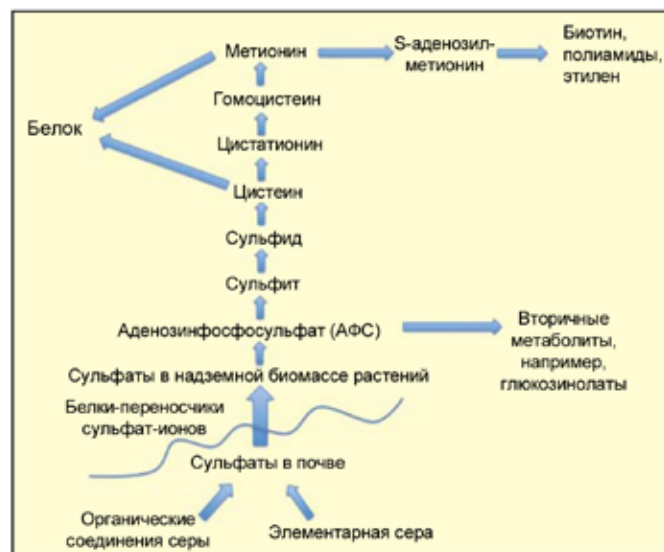 Метионин
S-аденозил-
метионин
Биотин,
полиамиды,
этилен
Гомоцистеин
Белок
Цистатионин
Цистеин
Сульфид
Сульфит
Аденозинфосфосульфат (АФС)
Вторичные
метаболиты,
например,
глюкозинолаты
Сульфаты в надземной биомассе растений
Белки-переносчики
сульфат-ионов
Сульфаты в почве
Органические
соединения серы
Элементарная сера